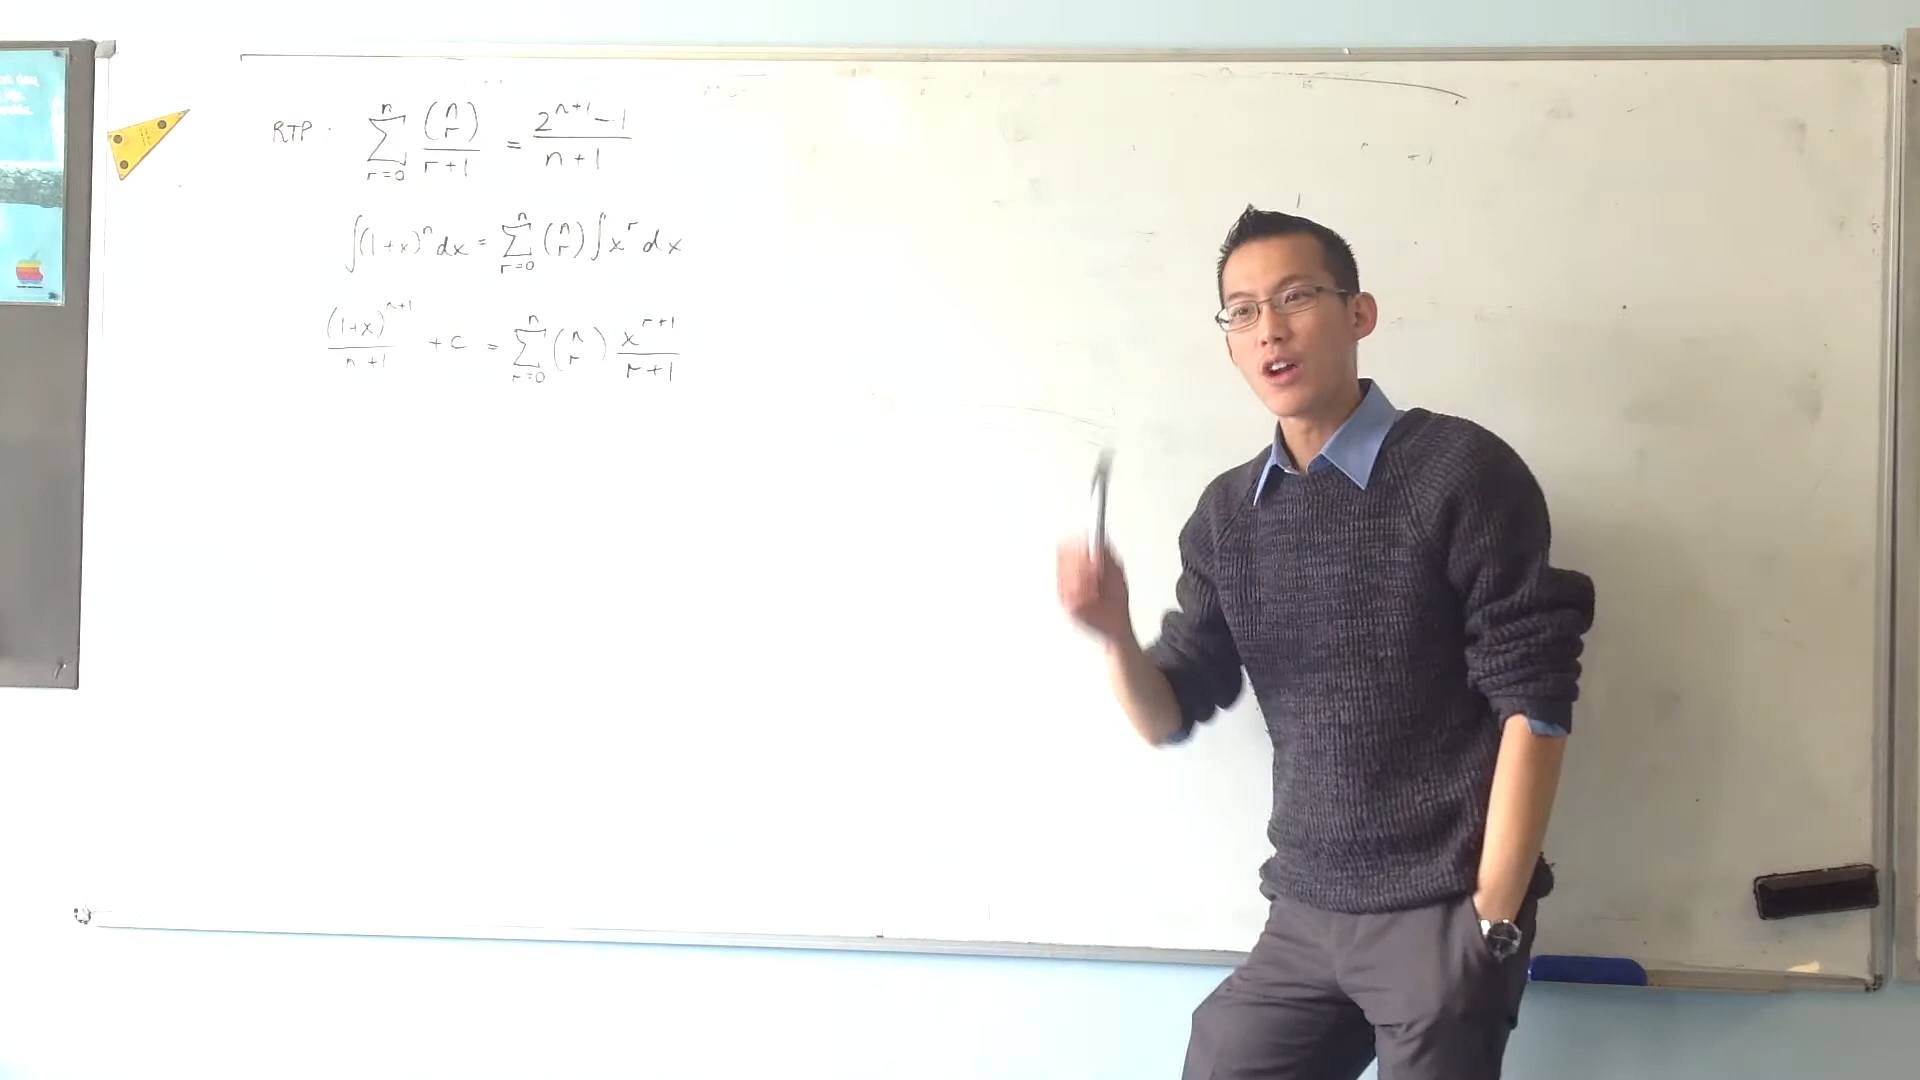 RTP. \sum_{r=0}^{n} \frac{\binom{n}{r}}{r+1} = \frac{2^{n+1}-1}{n+1}
\int (1+x)^n dx = \sum_{r=0}^{n} \binom{n}{r} \int x^r dx
\frac{(1+x)^{n+1}}{n+1} + c = \sum_{r=0}^{n} \binom{n}{r} \frac{x^{r+1}}{r+1}